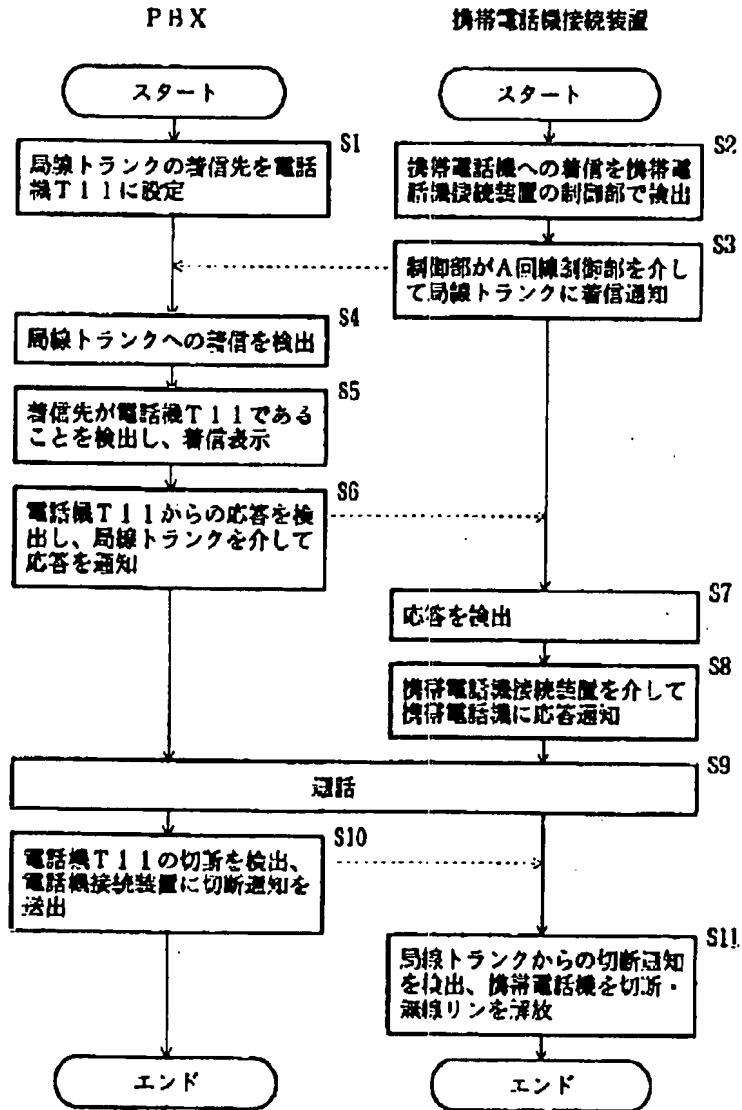 PBX
携帯電話機接続装置
スタート
スタート
S1
局線トランクの着信先を電話
機T11に設定
S2
携帯電話機への着信を携帯電
話機接続装置の制御部で検出
S3
制御部がA回線制御部を介し
て局線トランクに着信通知
S4
局線トランクへの着信を検出
S5
着信先が電話機T11である
ことを検出し、着信表示
S6
電話機T11からの応答を検
出し、局線トランクを介して
応答を通知
S7
応答を検出
S8
携帯電話機接続装置を介して
携帯電話機に応答通知
S9
通話
S10
電話機T11の切断を検出、
電話機接続装置に切断通知を
送出
S11
局線トランクからの切断通知
を検出、携帯電話機を切断・
無線リンを解放
エンド
エンド